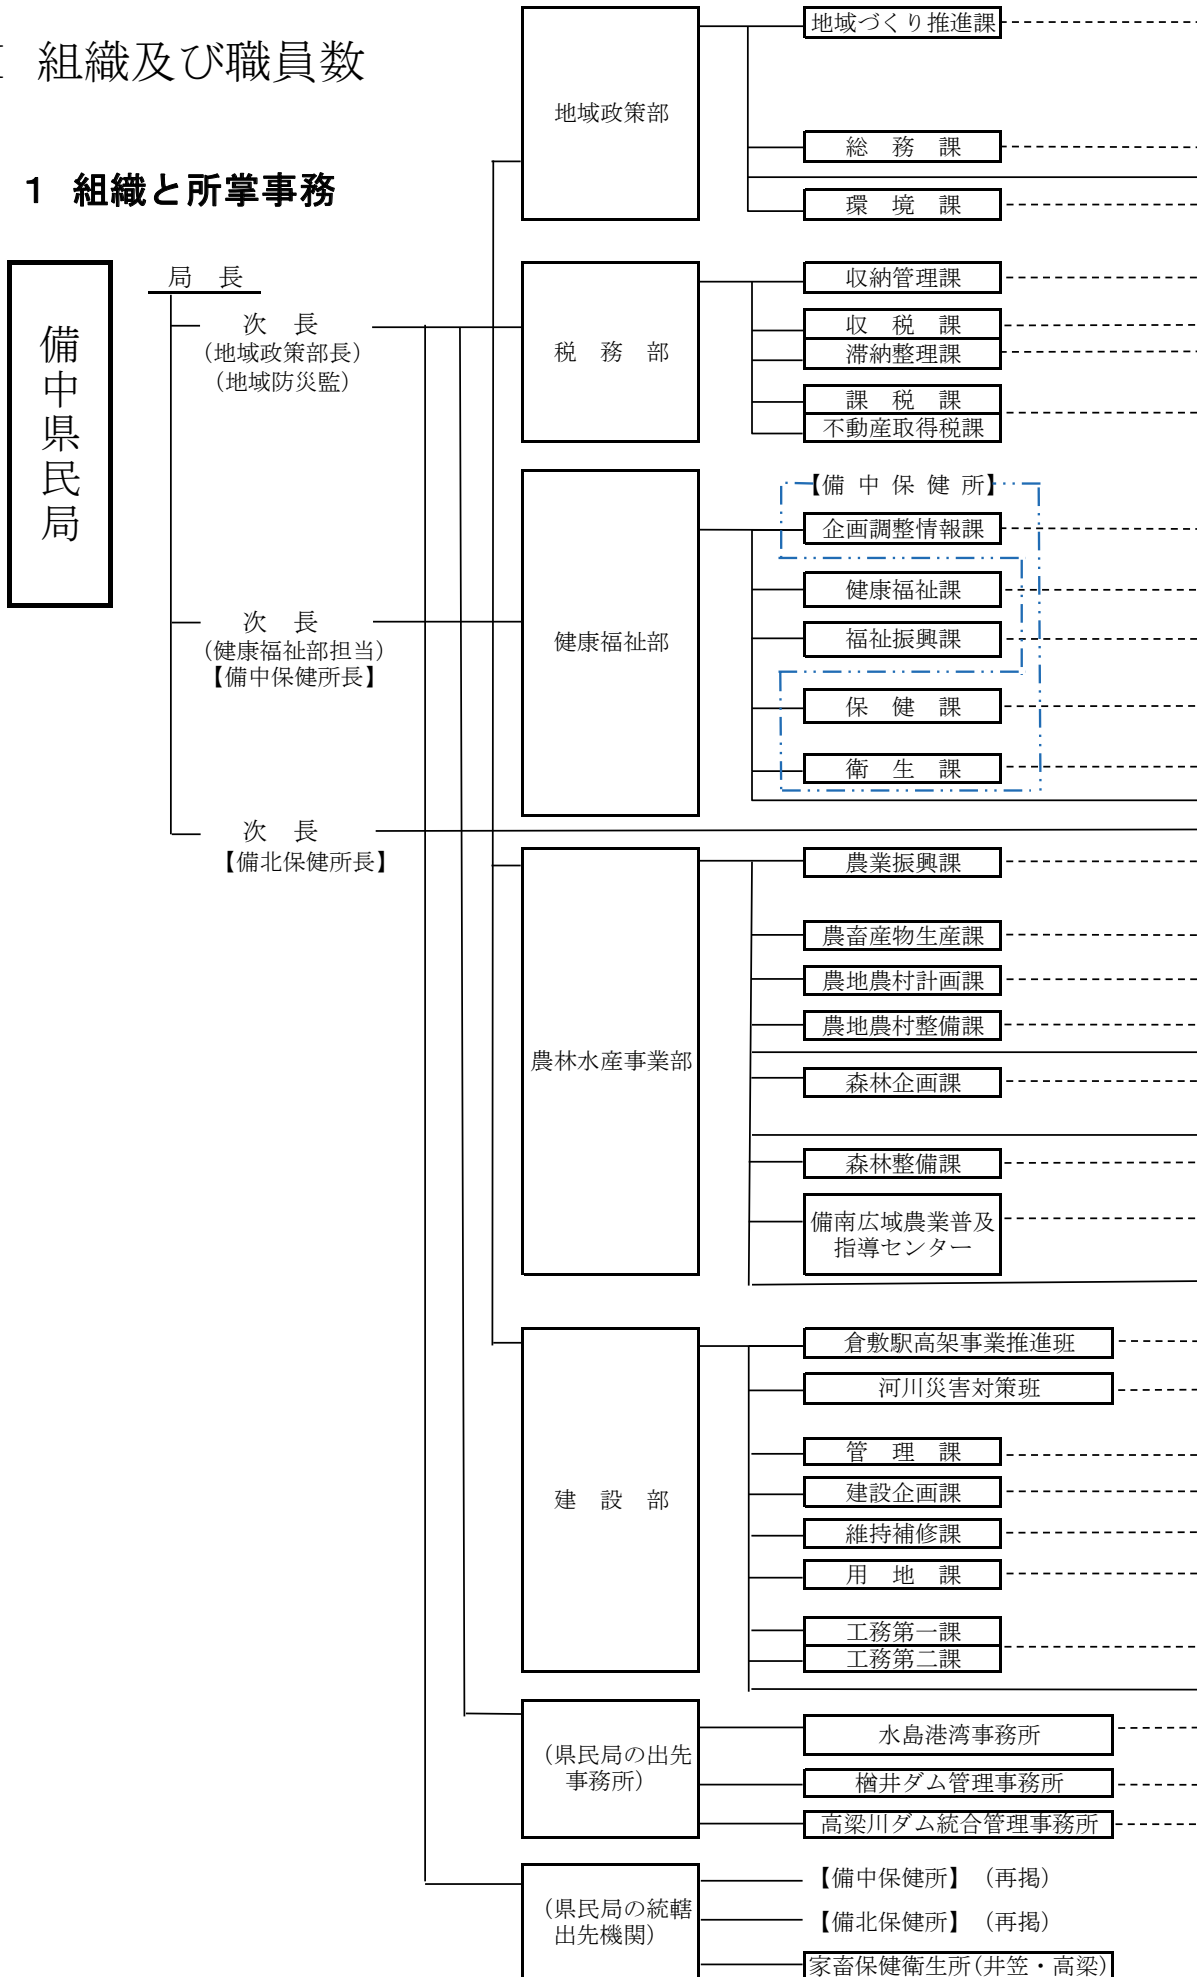 組織及び職員数
1 組織と所掌事務
備中県民局
局 長
次 長
（地域政策部長）
（地域防災監）
次 長
（健康福祉部担当）
【備中保健所長】
次 長
【備北保健所長】
地域政策部
地域づくり推進課
総 務 課
環 境 課
税 務 部
収納管理課
収 税 課
滞納整理課
課 税 課
不動産取得税課
健康福祉部
【備 中 保 健 所】
企画調整情報課
健康福祉課
福祉振興課
保 健 課
衛 生 課
農林水産事業部
農業振興課
農畜産物生産課
農地農村計画課
農地農村整備課
森林企画課
森林整備課
備南広域農業普及
指導センター
建 設 部
倉敷駅高架事業推進班
河川災害対策班
管 理 課
建設企画課
維持補修課
用 地 課
工務第一課
工務第二課
（県民局の出先
事務所）
水島港湾事務所
楢井ダム管理事務所
高梁川ダム統合管理事務所
（県民局の統轄
出先機関）
【備中保健所】（再掲）
【備北保健所】（再掲）
家畜保健衛生所(井笠・高梁)